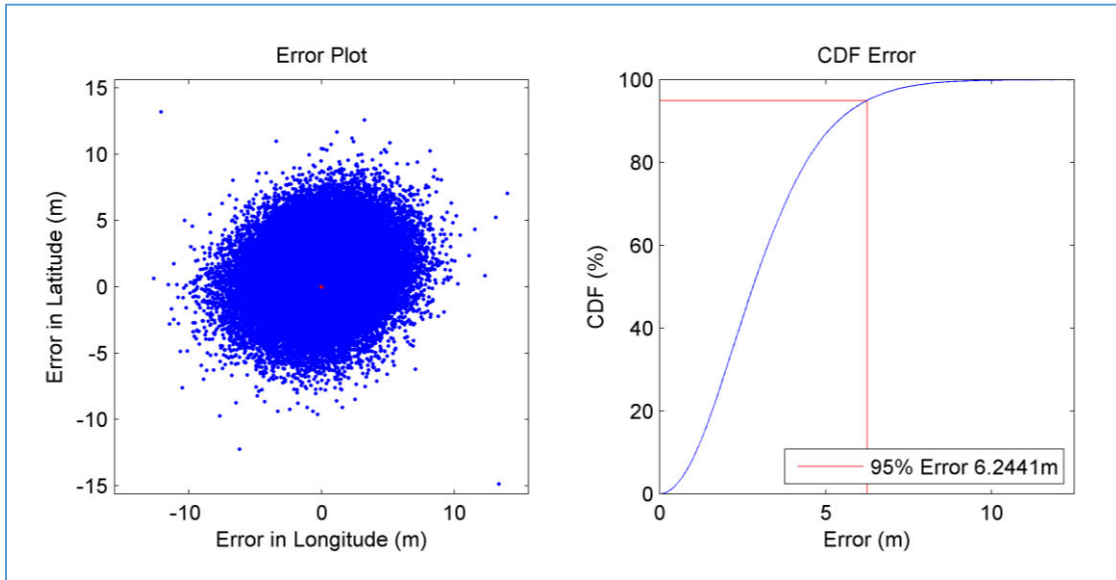 Error Plot
15
10
5
0
-5
-10
-15
-10
0
10
Error in Latitude (m)
Error in Longitude (m)
CDF Error
100
80
60
40
20
0
0
5
10
CDF (%)
Error (m)
95% Error 6.2441m